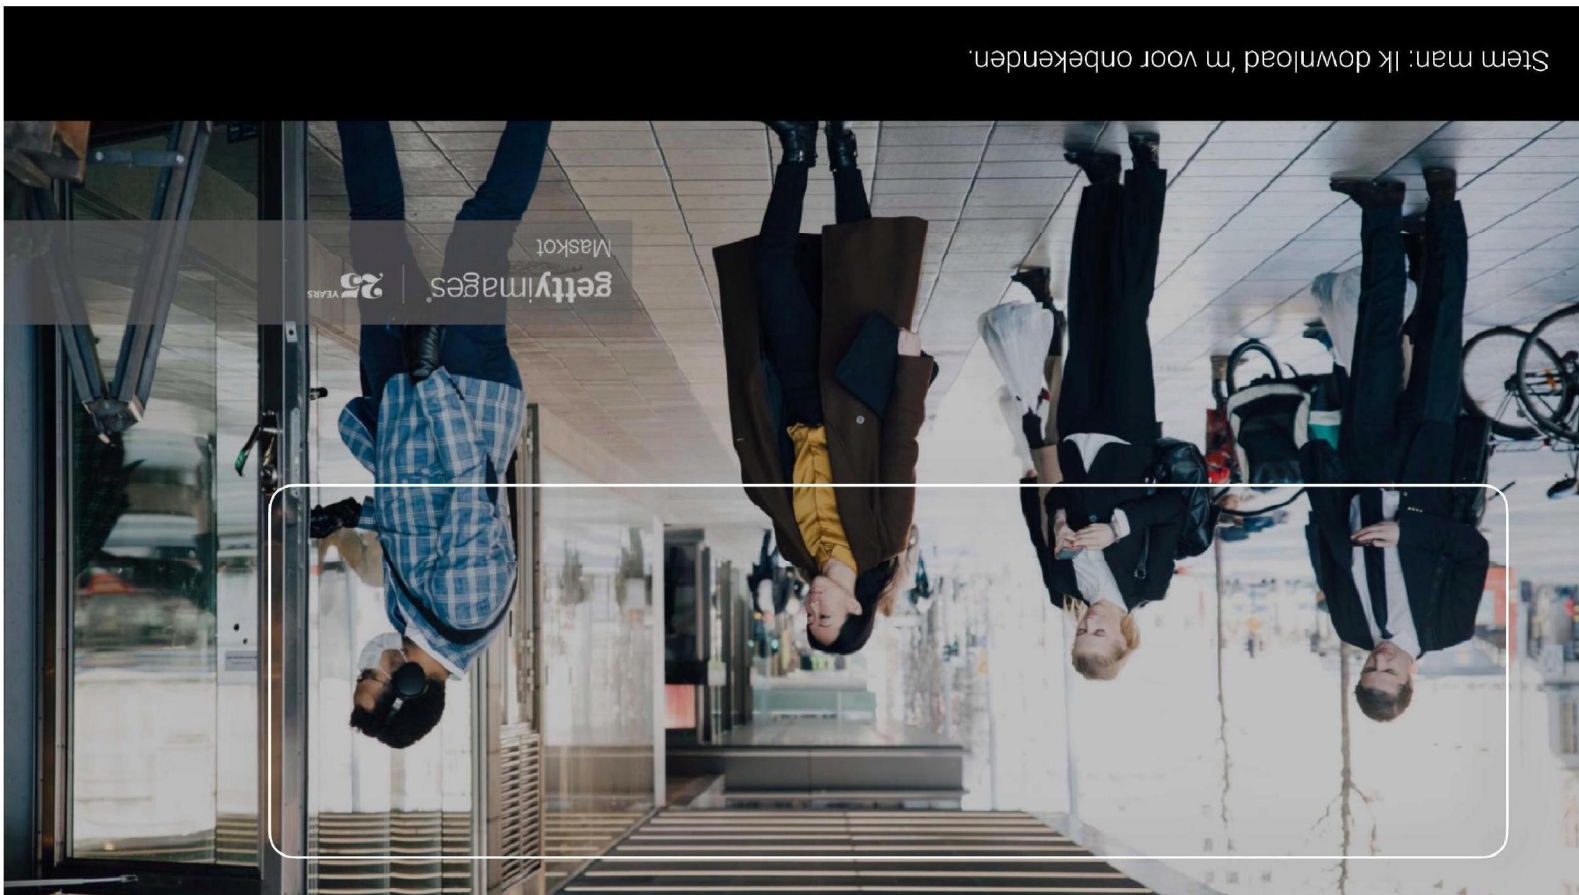 gettyimages®
25 YEARS
Maskot
Stem man: Ik download 'm voor onbekenden.